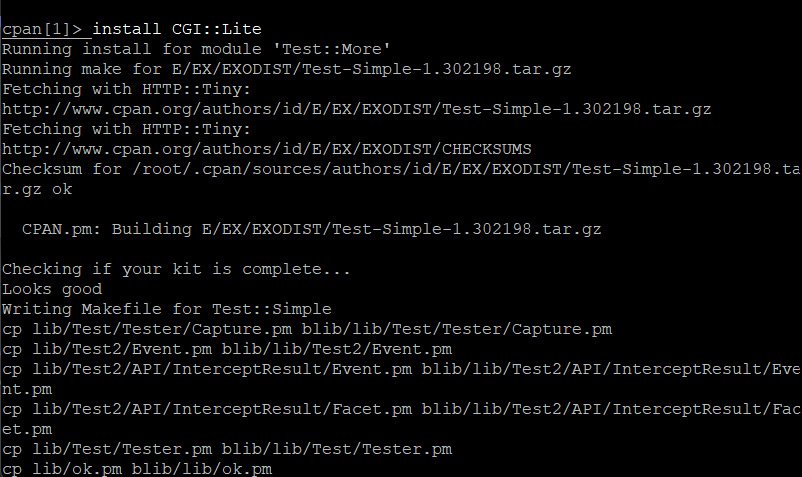 cpan[1]> install CGI::Lite
Running install for module 'Test::More'
Running make for E/EX/EXODIST/Test-Simple-1.302198.tar.gz
Fetching with HTTP::Tiny:
http://www.cpan.org/authors/id/E/EX/EXODIST/Test-Simple-1.302198.tar.gz
Fetching with HTTP::Tiny:
http://www.cpan.org/authors/id/E/EX/EXODIST/CHECKSUMS
Checksum for /root/.cpan/sources/authors/id/E/EX/EXODIST/Test-Simple-1.302198.ta
r.gz ok
  CPAN.pm: Building E/EX/EXODIST/Test-Simple-1.302198.tar.gz
Checking if your kit is complete...
Looks good
Writing Makefile for Test::Simple
cp lib/Test/Tester/Capture.pm blib/lib/Test/Tester/Capture.pm
cp lib/Test2/Event.pm blib/lib/Test2/Event.pm
cp lib/Test2/API/InterceptResult/Event.pm blib/lib/Test2/API/InterceptResult/Eve
nt.pm
cp lib/Test2/API/InterceptResult/Facet.pm blib/lib/Test2/API/InterceptResult/Fac
et.pm
cp lib/Test/Tester.pm blib/lib/Test/Tester.pm
cp lib/ok.pm blib/lib/ok.pm